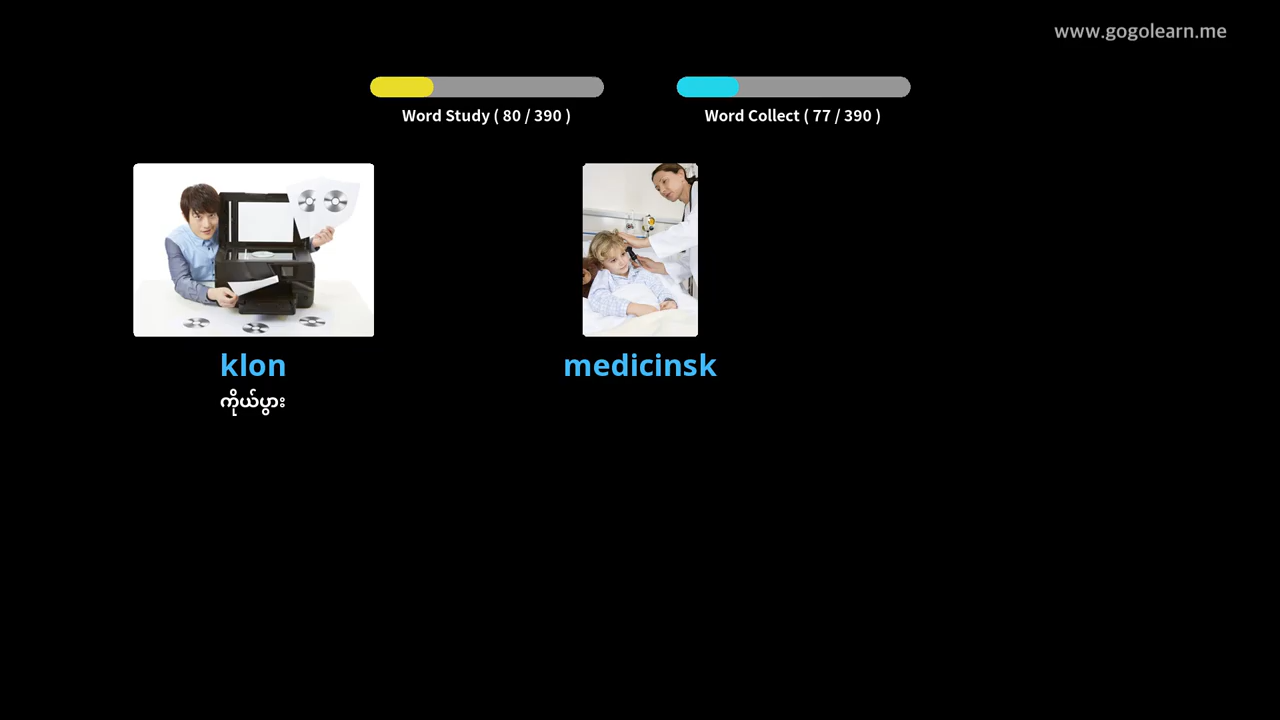 www.gogolearn.me
Word Study ( 80 / 390 )
Word Collect ( 77 / 390 )
klon
ကိုယ်ပွား
medicinsk